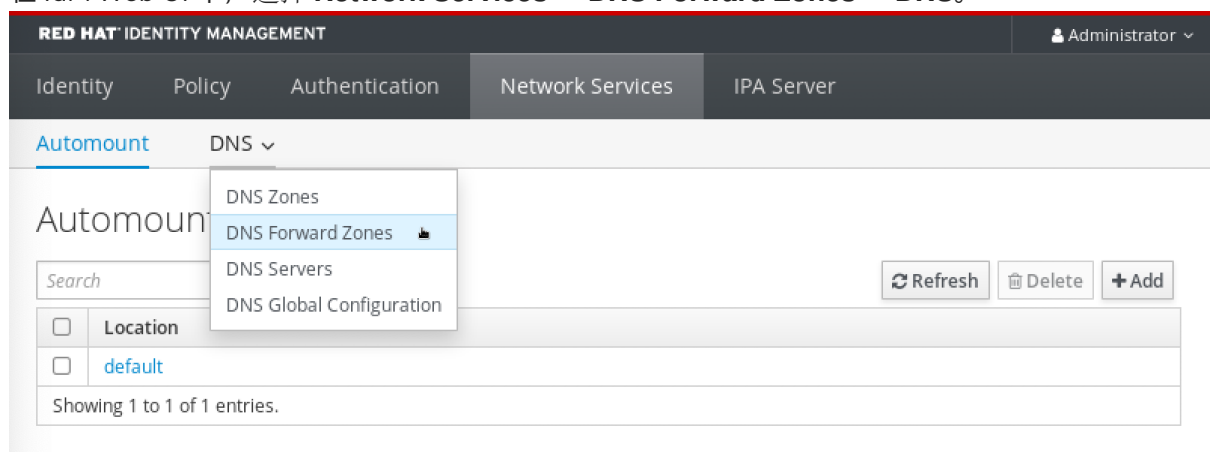 RED HAT® IDENTITY MANAGEMENT
Administrator
Identity Policy Authentication Network Services IPA Server
Automount DNS
DNS Zones
DNS Forward Zones
DNS Servers
DNS Global Configuration
Automoun
Search
Refresh Delete Add
Location
default
Showing 1 to 1 of 1 entries.